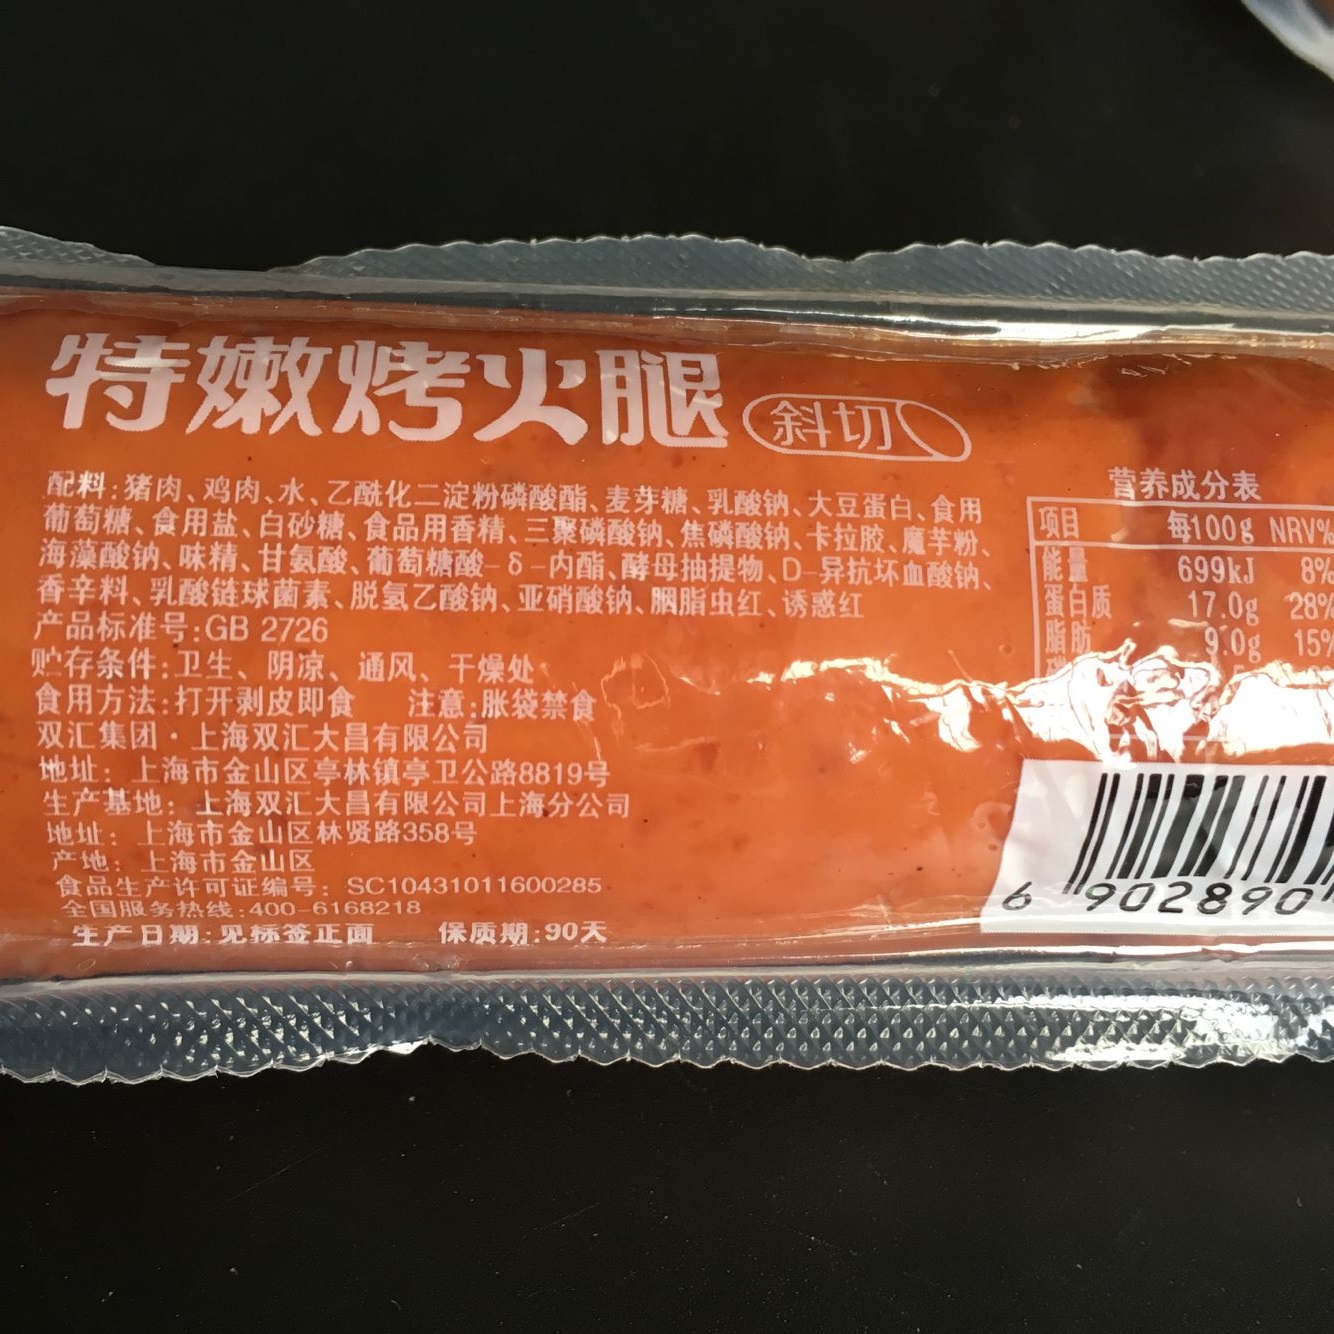 特嫩烤火腿 斜切
配料:猪肉、鸡肉、水、乙酰化二淀粉磷酸酯、麦芽糖、乳酸钠、大豆蛋白、食用
葡萄糖、食用盐、白砂糖、食品用香精、三聚磷酸钠、焦磷酸钠、卡拉胶、魔芋粉、
海藻酸钠、味精、甘氨酸、葡萄糖酸-δ-内酯、酵母抽提物、D-异抗坏血酸钠、
香辛料、乳酸链球菌素、脱氢乙酸钠、亚硝酸钠、胭脂虫红、诱惑红
产品标准号:GB 2726
贮存条件:卫生、阴凉、通风、干燥处
食用方法:打开剥皮即食 注意:胀袋禁食
双汇集团·上海双汇大昌有限公司
地址：上海市金山区亭林镇亭卫公路8819号
生产基地：上海双汇大昌有限公司上海分公司
地址：上海市金山区林贤路358号
产地：上海市金山区
食品生产许可证编号：SC10431011600285
全国服务热线:400-6168218
生产日期:见标签正面 保质期:90天
营养成分表
项目 每100g NRV%
能量 699kJ 8%
蛋白质 17.0g 28%
脂肪 9.0g 15%
6 902890